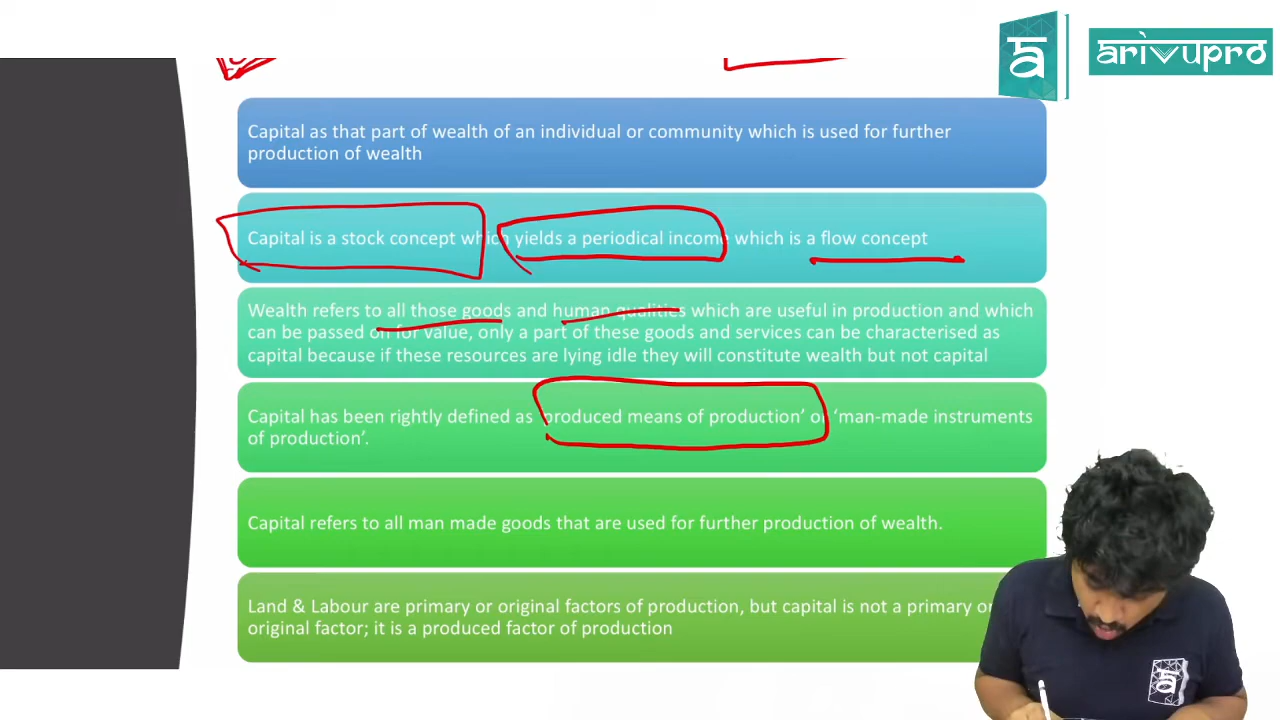 ā
arivupro
Capital as that part of wealth of an individual or community which is used for further
production of wealth
Capital is a stock concept which yields a periodical income which is a flow concept
Wealth refers to all those goods and human qualities which are useful in production and which
can be passed on for value, only a part of these goods and services can be characterised as
capital because if these resources are lying idle they will constitute wealth but not capital
Capital has been rightly defined as 'produced means of production' or 'man-made instruments
of production'.
Capital refers to all man made goods that are used for further production of wealth.
Land & Labour are primary or original factors of production, but capital is not a primary or
original factor; it is a produced factor of production
ā